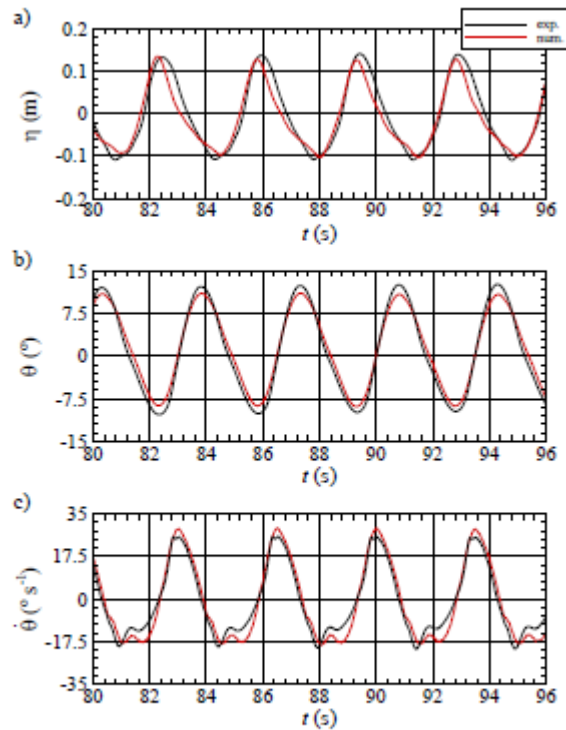 a)
exp.
num.
0.2
0.1
0
-0.1
-0.2
η (m)
80 82 84 86 88 90 92 94 96
t (s)
b)
15
7.5
0
-7.5
-15
θ (º)
80 82 84 86 88 90 92 94 96
t (s)
c)
35
17.5
0
-17.5
-35
θ̇ (º s⁻¹)
80 82 84 86 88 90 92 94 96
t (s)